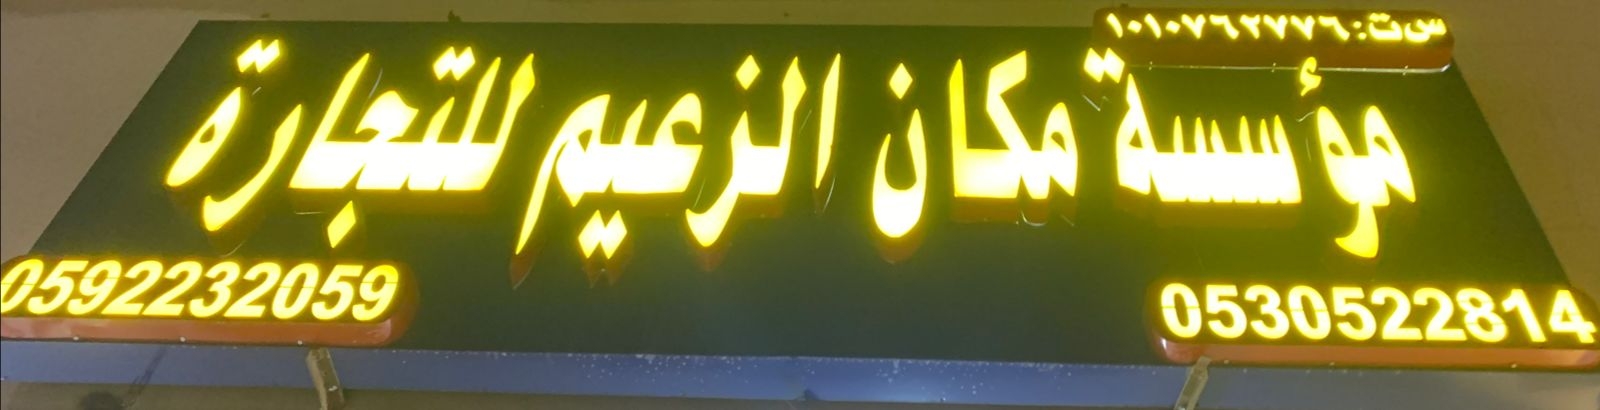 س ت: ١٠١٠٧٦٢٧٧٦
مؤسسة مكان الزعيم للتجارة
0592232059
0530522814